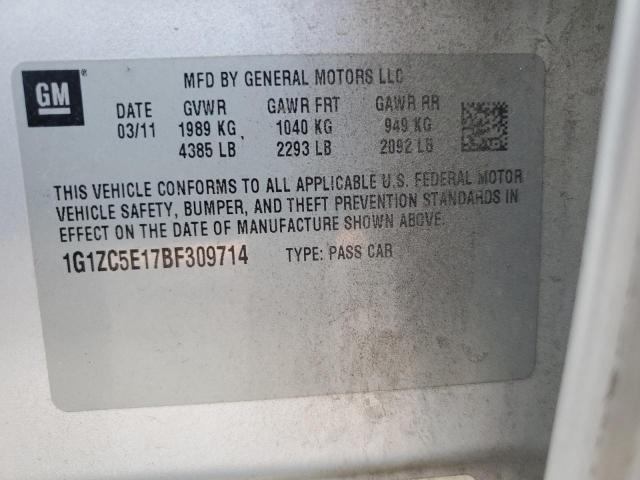 GM
®
MFD BY GENERAL MOTORS LLC
DATE GVWR GAWR FRT GAWR RR
03/11 1989 KG 1040 KG 949 KG
4385 LB 2293 LB 2092 LB
THIS VEHICLE CONFORMS TO ALL APPLICABLE U.S. FEDERAL MOTOR
VEHICLE SAFETY, BUMPER, AND THEFT PREVENTION STANDARDS IN
EFFECT ON THE DATE OF MANUFACTURE SHOWN ABOVE.
1G1ZC5E17BF309714 TYPE: PASS CAR